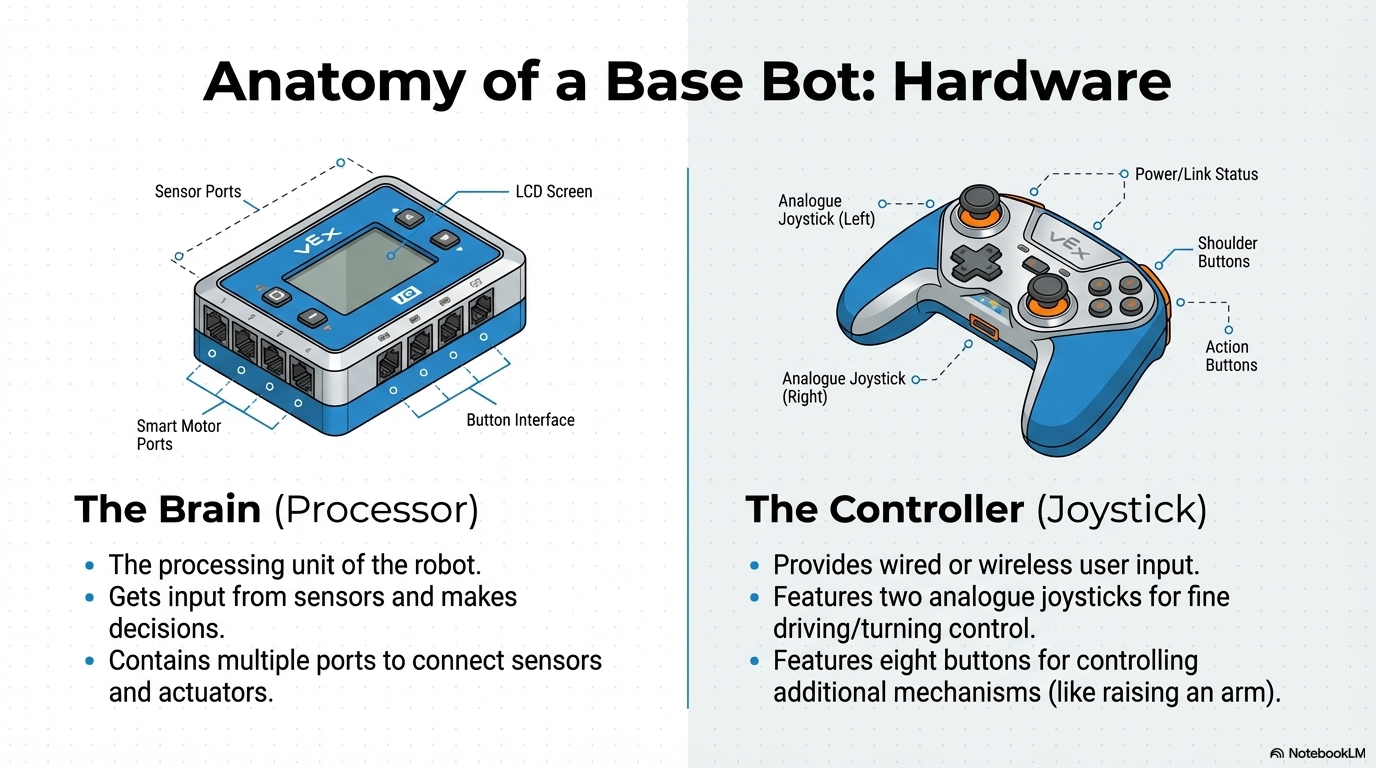 Anatomy of a Base Bot: Hardware
Sensor Ports
LCD Screen
VEX
IQ
Smart Motor
Ports
Button Interface
The Brain (Processor)
• The processing unit of the robot.
• Gets input from sensors and makes
decisions.
• Contains multiple ports to connect sensors
and actuators.
Analogue
Joystick (Left)
Power/Link Status
VEX
Shoulder
Buttons
Action
Buttons
Analogue Joystick
(Right)
The Controller (Joystick)
• Provides wired or wireless user input.
• Features two analogue joysticks for fine
driving/turning control.
• Features eight buttons for controlling
additional mechanisms (like raising an arm).
NotebookLM